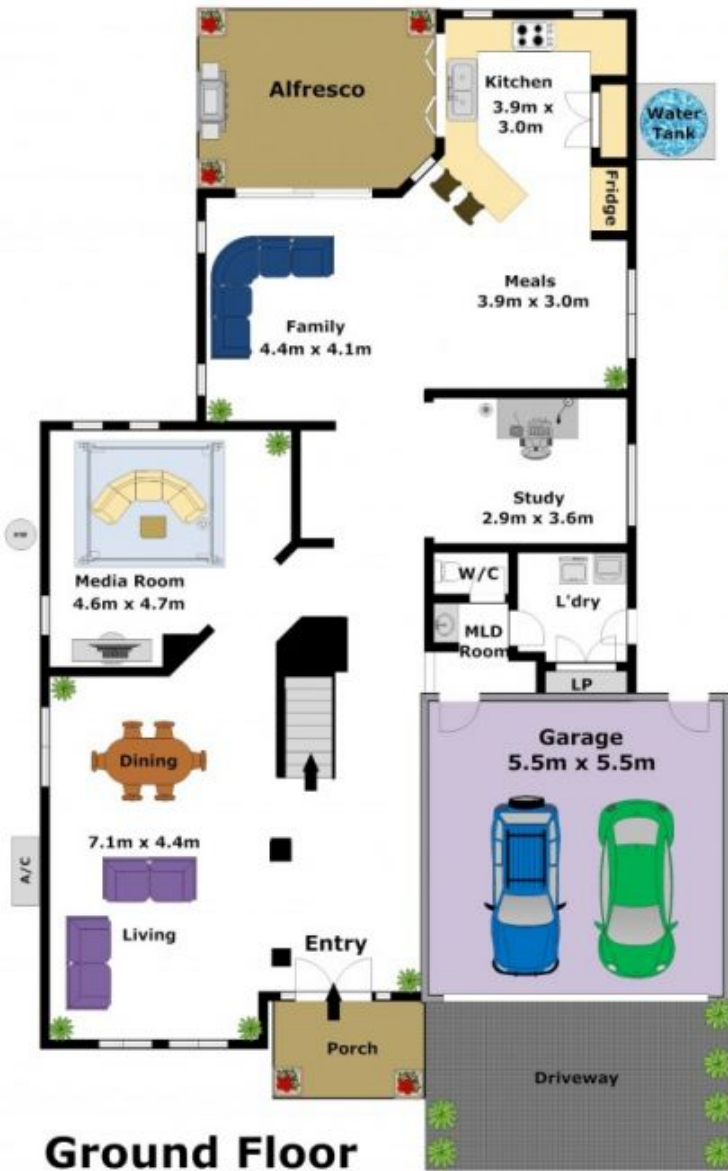 Alfresco
Kitchen
3.9m x
3.0m
Water
Tank
Fridge
Meals
3.9m x 3.0m
Family
4.4m x 4.1m
Study
2.9m x 3.6m
HW
Media Room
4.6m x 4.7m
W/C
L'dry
MLD
Room
LP
Garage
5.5m x 5.5m
Dining
7.1m x 4.4m
A/C
Living
Entry
Porch
Driveway
Ground Floor